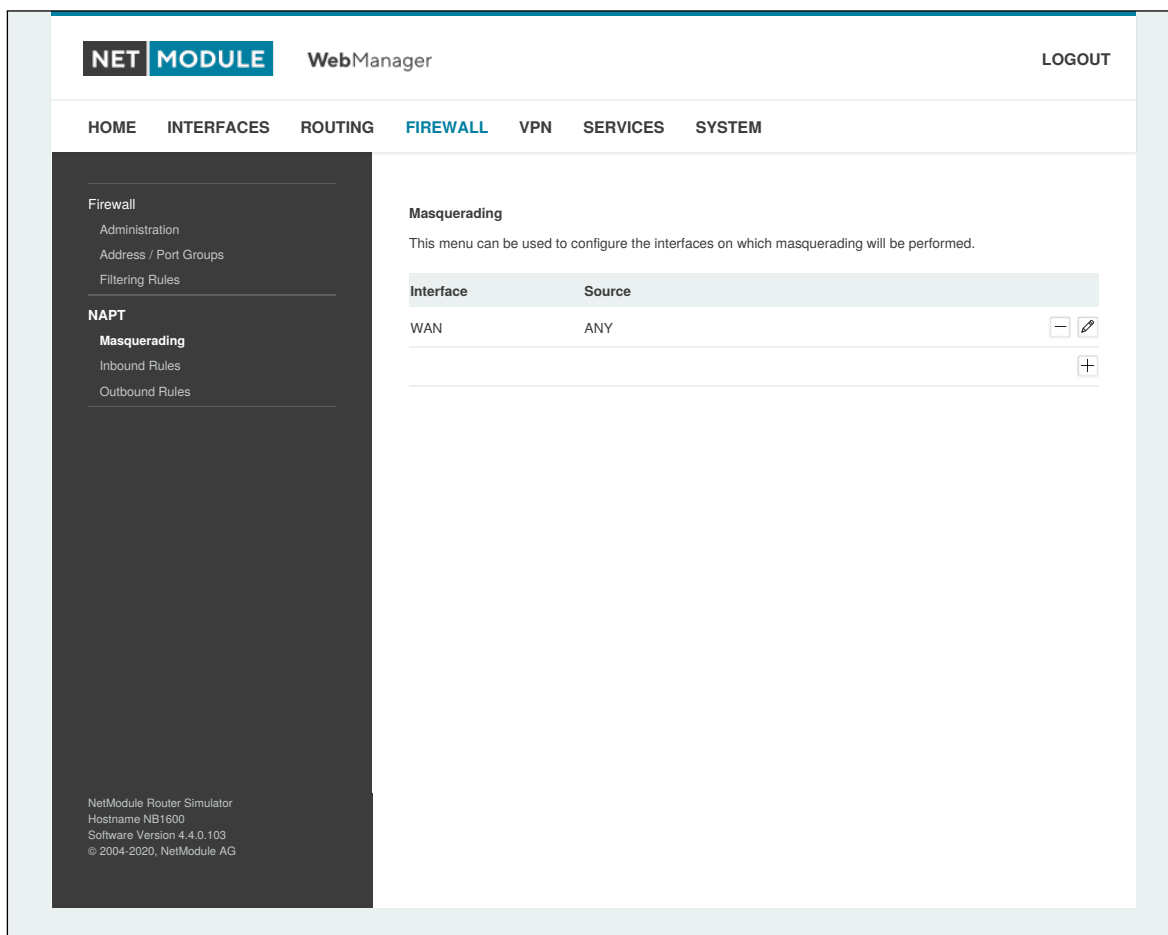 NET MODULE WebManager LOGOUT
HOME INTERFACES ROUTING FIREWALL VPN SERVICES SYSTEM
Firewall
Administration
Address / Port Groups
Filtering Rules
NAPT
Masquerading
Inbound Rules
Outbound Rules
Masquerading
This menu can be used to configure the interfaces on which masquerading will be performed.
Interface Source
WAN ANY
NetModule Router Simulator
Hostname NB1600
Software Version 4.4.0.103
© 2004-2020, NetModule AG